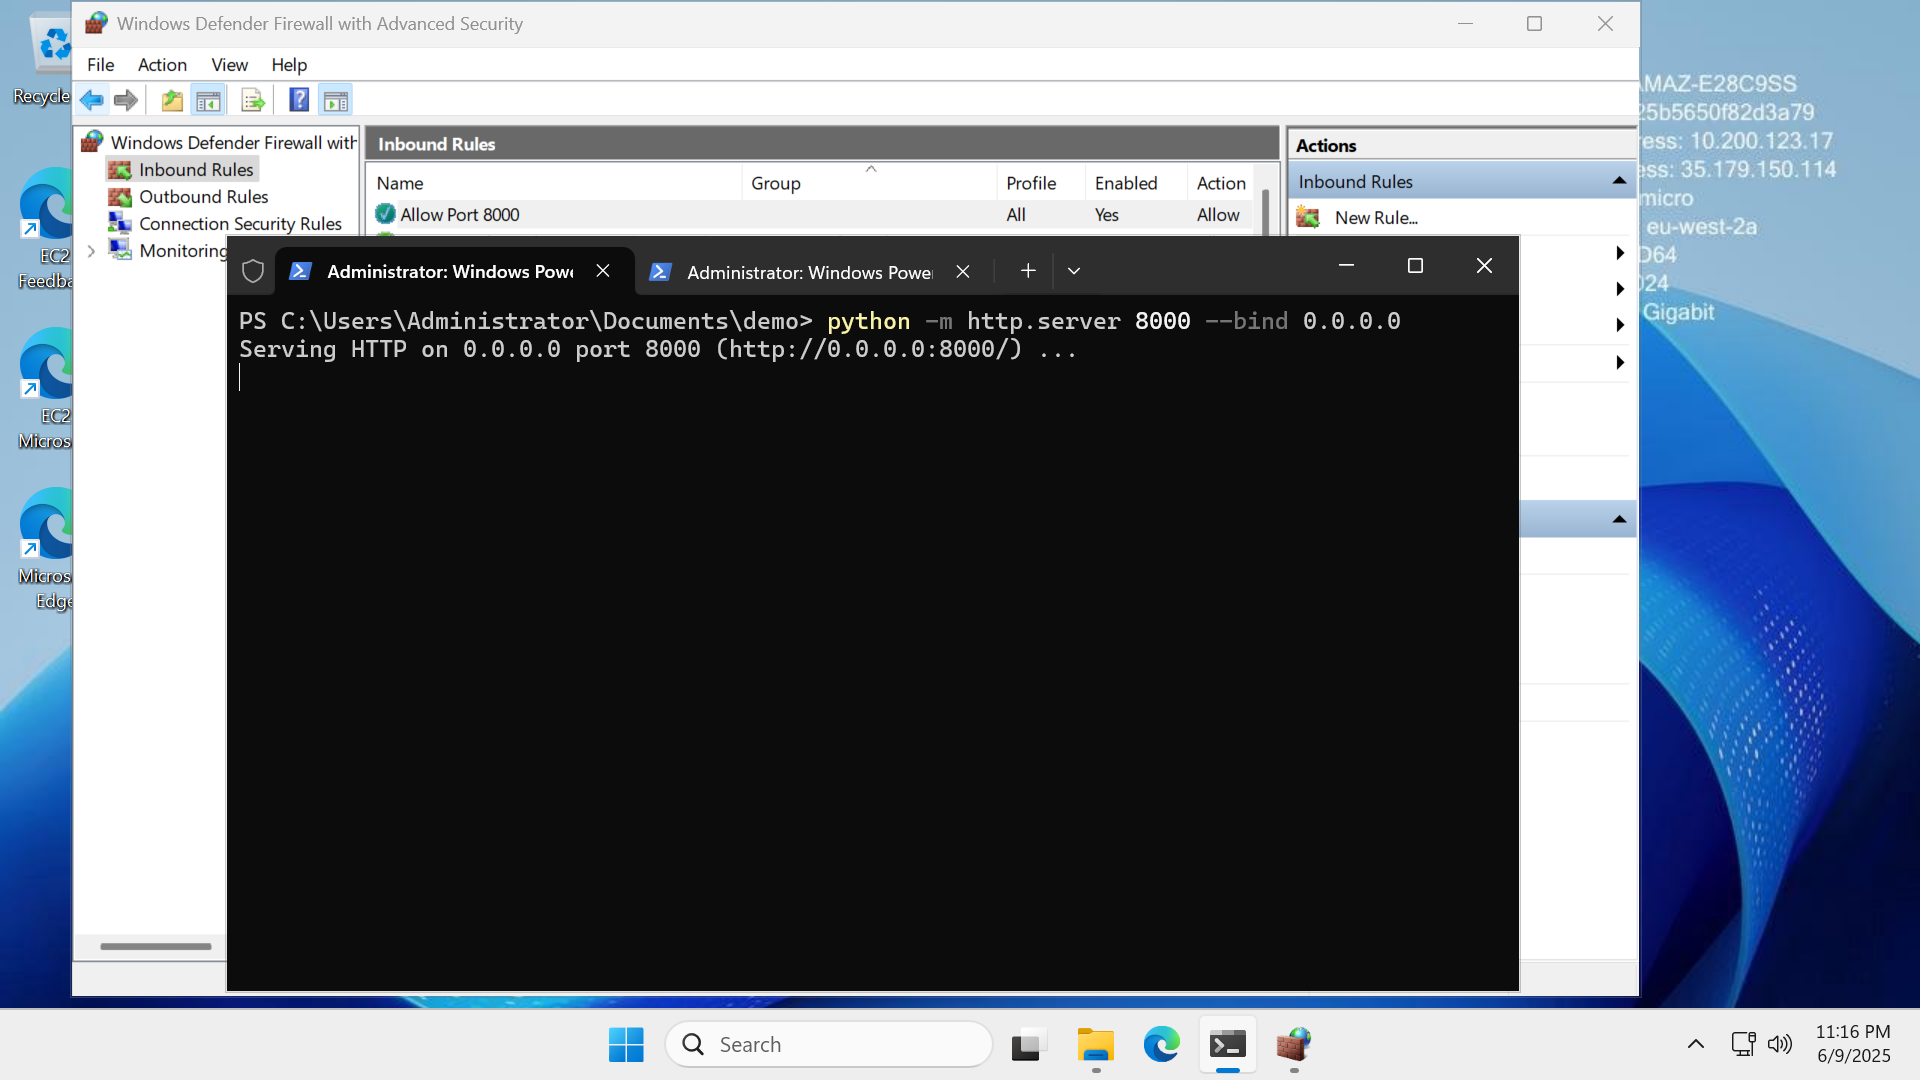 Windows Defender Firewall with Advanced Security
File Action View Help
Recycle
Windows Defender Firewall with
Inbound Rules
Outbound Rules
Connection Security Rules
Monitoring
Inbound Rules
Name Group Profile Enabled Action
Allow Port 8000 All Yes Allow
Actions
Inbound Rules
New Rule...
MAZ-E28C9SS
25b5650f82d3a79
ress: 10.200.123.17
ess: 35.179.150.114
micro
eu-west-2a
D64
024
Gigabit
EC2
Feedba
EC2
Micros
Micros
Edge
Administrator: Windows Powe
Administrator: Windows Power
PS C:\Users\Administrator\Documents\demo> python -m http.server 8000 --bind 0.0.0.0
Serving HTTP on 0.0.0.0 port 8000 (http://0.0.0.0:8000/) ...
Search
11:16 PM
6/9/2025